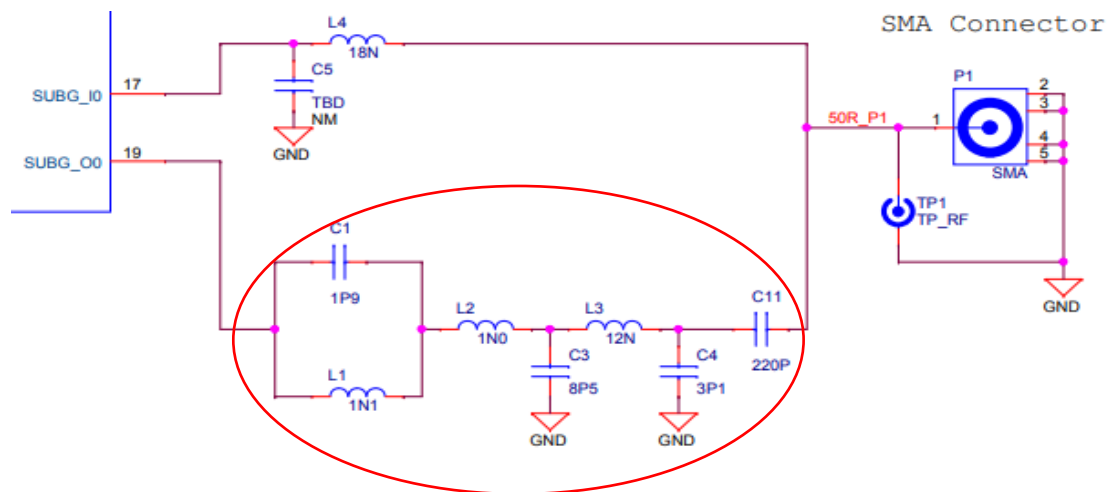 SMA Connector
L4
18N
C5
TBD
NM
GND
17
SUBG_I0
19
SUBG_O0
P1
2
3
50R_P1
1
4
5
SMA
TP1
TP_RF
GND
C1
1P9
L2
1N0
L3
12N
C11
220P
C3
8P5
C4
3P1
L1
1N1
GND
GND